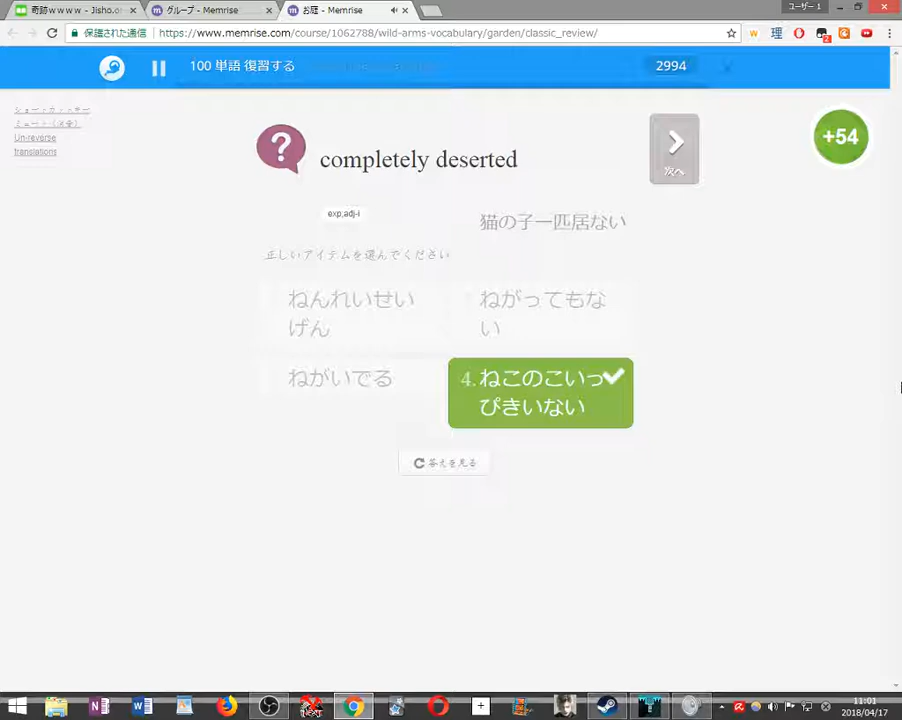 奇跡wwww - Jisho.o
グループ - Memrise
お庭 - Memrise
ユーザー 1
保護された通信
https://www.memrise.com/course/1062788/wild-arms-vocabulary/garden/classic_review/
100 単語 復習する
2994
Un-reverse
translations
?
completely deserted
次へ
+54
exp,adj-i
猫の子一匹居ない
正しいアイテムを選んでください
ねんれいせい
げん
ねがってもな
い
ねがいでる
4. ねこのこいっ
ぴきいない
答えを見る
11:01
2018/04/17